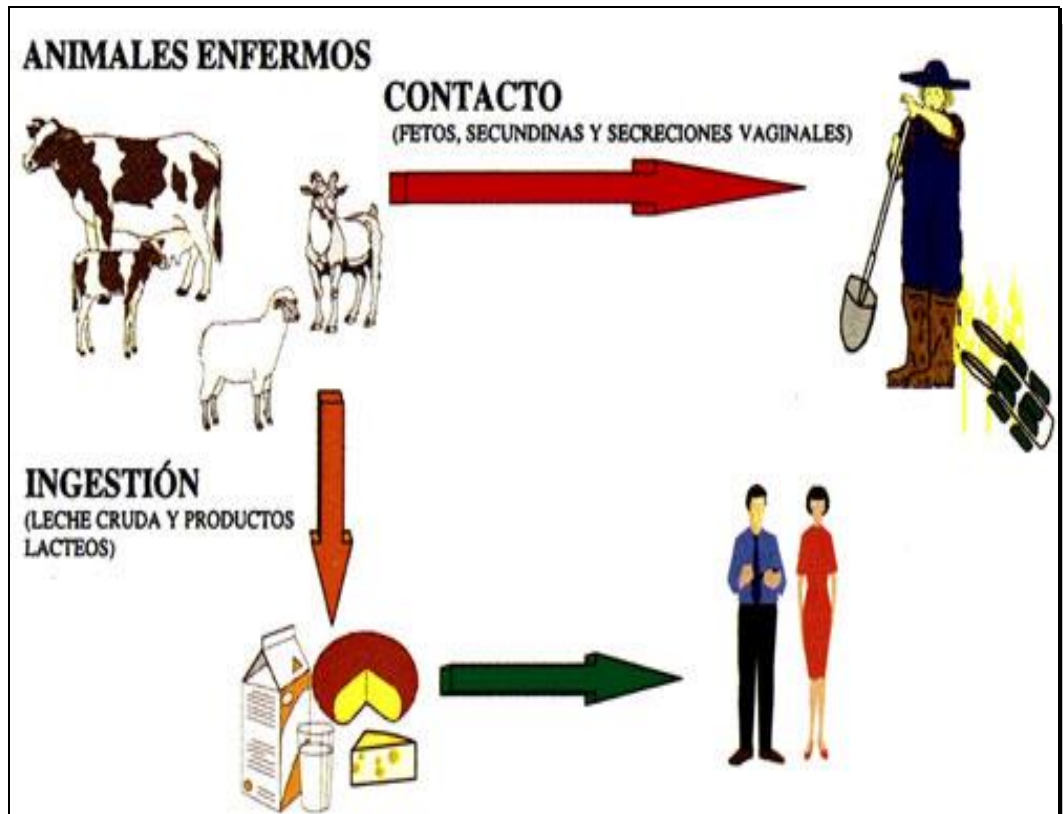 ANIMALES ENFERMOS
CONTACTO
(FETOS, SECUNDINAS Y SECRECIONES VAGINALES)
INGESTIÓN
(LECHE CRUDA Y PRODUCTOS
LACTEOS)